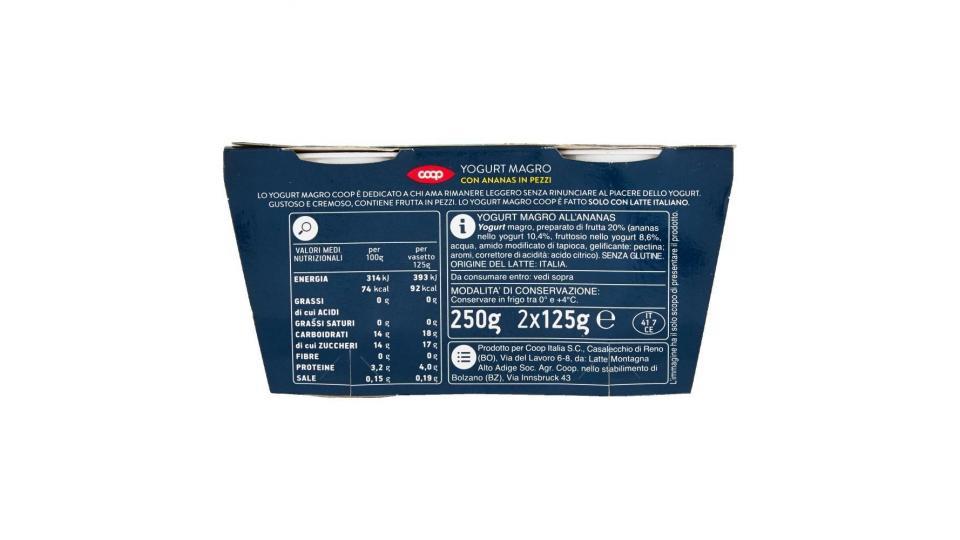 coop
YOGURT MAGRO
CON ANANAS IN PEZZI
LO YOGURT MAGRO COOP È DEDICATO A CHI AMA RIMANERE LEGGERO SENZA RINUNCIARE AL PIACERE DELLO YOGURT.
GUSTOSO E CREMOSO, CONTIENE FRUTTA IN PEZZI. LO YOGURT MAGRO COOP È FATTO SOLO CON LATTE ITALIANO.
VALORI MEDI NUTRIZIONALI per 100g per vasetto 125g
ENERGIA 314 kJ 393 kJ
74 kcal 92 kcal
GRASSI 0 g 0 g
di cui ACIDI
GRASSI SATURI 0 g 0 g
CARBOIDRATI 14 g 18 g
di cui ZUCCHERI 14 g 17 g
FIBRE 0 g 0 g
PROTEINE 3,2 g 4,0 g
SALE 0,15 g 0,19 g
i
YOGURT MAGRO ALL'ANANAS
Yogurt magro, preparato di frutta 20% (ananas
nello yogurt 10,4%, fruttosio nello yogurt 8,6%,
acqua, amido modificato di tapioca, gelificante: pectina;
aromi, correttore di acidità: acido citrico). SENZA GLUTINE.
ORIGINE DEL LATTE: ITALIA.
Da consumare entro: vedi sopra
MODALITA' DI CONSERVAZIONE:
Conservare in frigo tra 0° e +4°C.
250g 2x125g e
IT
41 7
CE
Prodotto per Coop Italia S.C., Casalecchio di Reno
(BO), Via del Lavoro 6-8, da: Latte Montagna
Alto Adige Soc. Agr. Coop. nello stabilimento di
Bolzano (BZ), Via Innsbruck 43
L'immagine ha il solo scopo di presentare il prodotto.